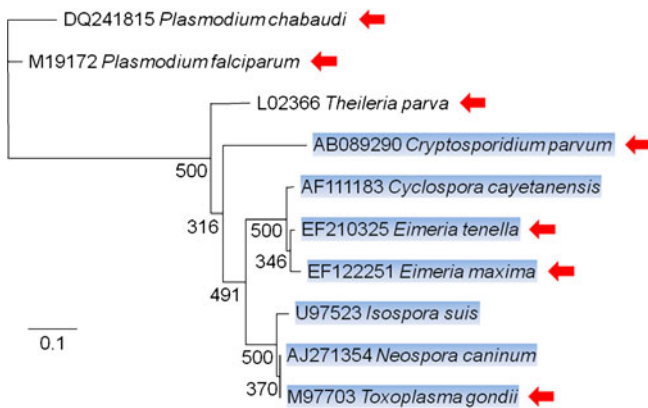 DQ241815 Plasmodium chabaudi
M19172 Plasmodium falciparum
L02366 Theileria parva
AB089290 Cryptosporidium parvum
500
AF111183 Cyclospora cayetanensis
316
500
EF210325 Eimeria tenella
346
EF122251 Eimeria maxima
491
U97523 Isospora suis
0.1
500
AJ271354 Neospora caninum
370
M97703 Toxoplasma gondii